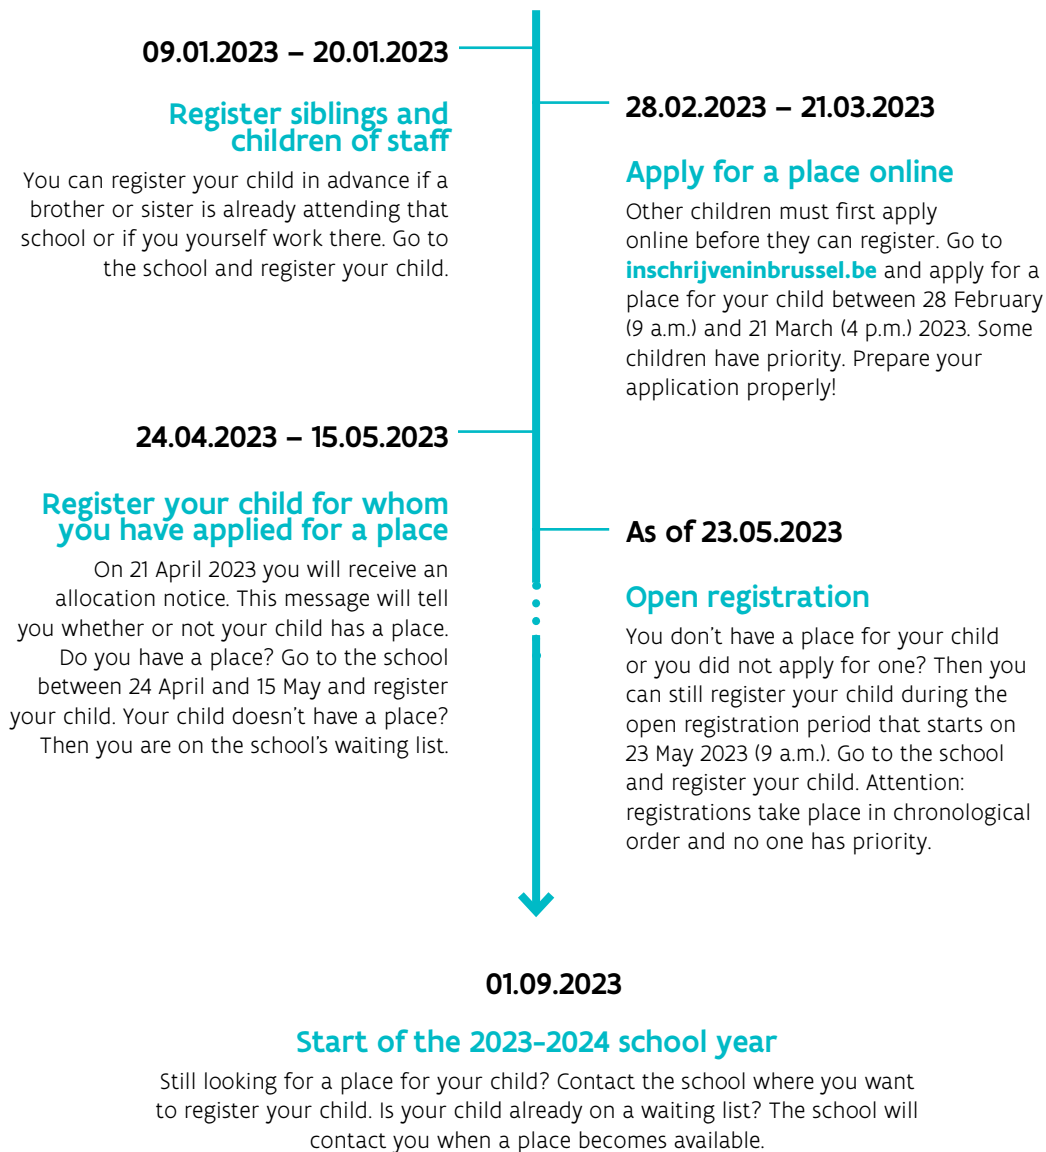 09.01.2023 – 20.01.2023
Register siblings and
children of staff
You can register your child in advance if a
brother or sister is already attending that
school or if you yourself work there. Go to
the school and register your child.
28.02.2023 – 21.03.2023
Apply for a place online
Other children must first apply
online before they can register. Go to
inschrijveninbrussel.be and apply for a
place for your child between 28 February
(9 a.m.) and 21 March (4 p.m.) 2023. Some
children have priority. Prepare your
application properly!
24.04.2023 – 15.05.2023
Register your child for whom
you have applied for a place
On 21 April 2023 you will receive an
allocation notice. This message will tell
you whether or not your child has a place.
Do you have a place? Go to the school
between 24 April and 15 May and register
your child. Your child doesn't have a place?
Then you are on the school's waiting list.
As of 23.05.2023
Open registration
You don't have a place for your child
or you did not apply for one? Then you
can still register your child during the
open registration period that starts on
23 May 2023 (9 a.m.). Go to the school
and register your child. Attention:
registrations take place in chronological
order and no one has priority.
01.09.2023
Start of the 2023-2024 school year
Still looking for a place for your child? Contact the school where you want
to register your child. Is your child already on a waiting list? The school will
contact you when a place becomes available.